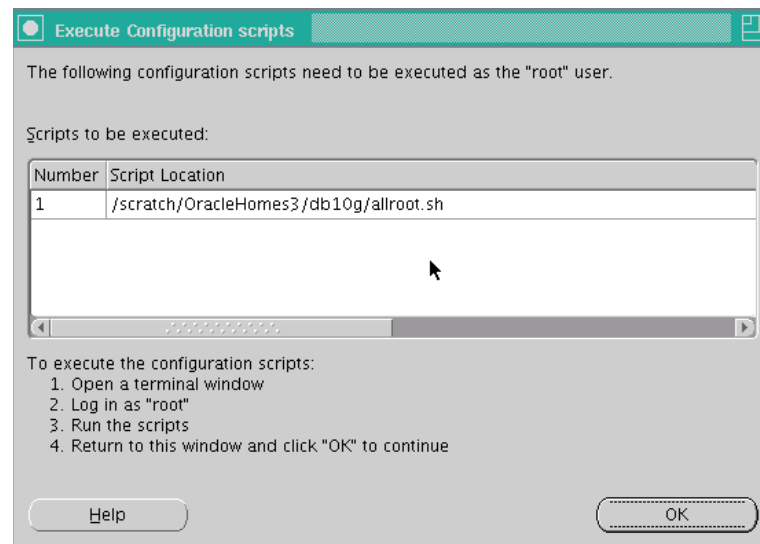 Execute Configuration scripts
The following configuration scripts need to be executed as the "root" user.
Scripts to be executed:
Number Script Location
1 /scratch/OracleHomes3/db10g/allroot.sh
To execute the configuration scripts:
1. Open a terminal window
2. Log in as "root"
3. Run the scripts
4. Return to this window and click "OK" to continue
Help OK